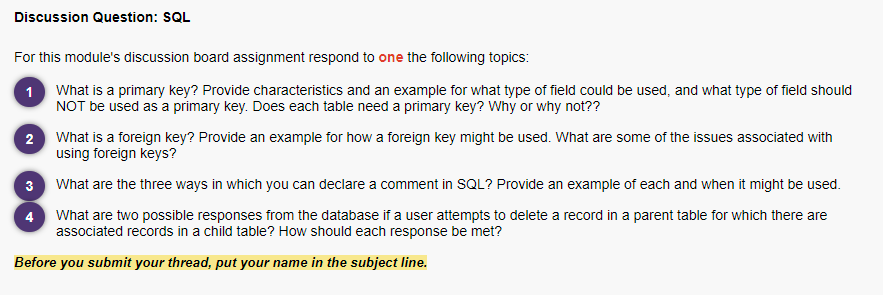 Discussion Question: SQL
For this module's discussion board assignment respond to one the following topics:
1 What is a primary key? Provide characteristics and an example for what type of field could be used, and what type of field should
NOT be used as a primary key. Does each table need a primary key? Why or why not??
2 What is a foreign key? Provide an example for how a foreign key might be used. What are some of the issues associated with
using foreign keys?
3 What are the three ways in which you can declare a comment in SQL? Provide an example of each and when it might be used.
4 What are two possible responses from the database if a user attempts to delete a record in a parent table for which there are
associated records in a child table? How should each response be met?
Before you submit your thread, put your name in the subject line.